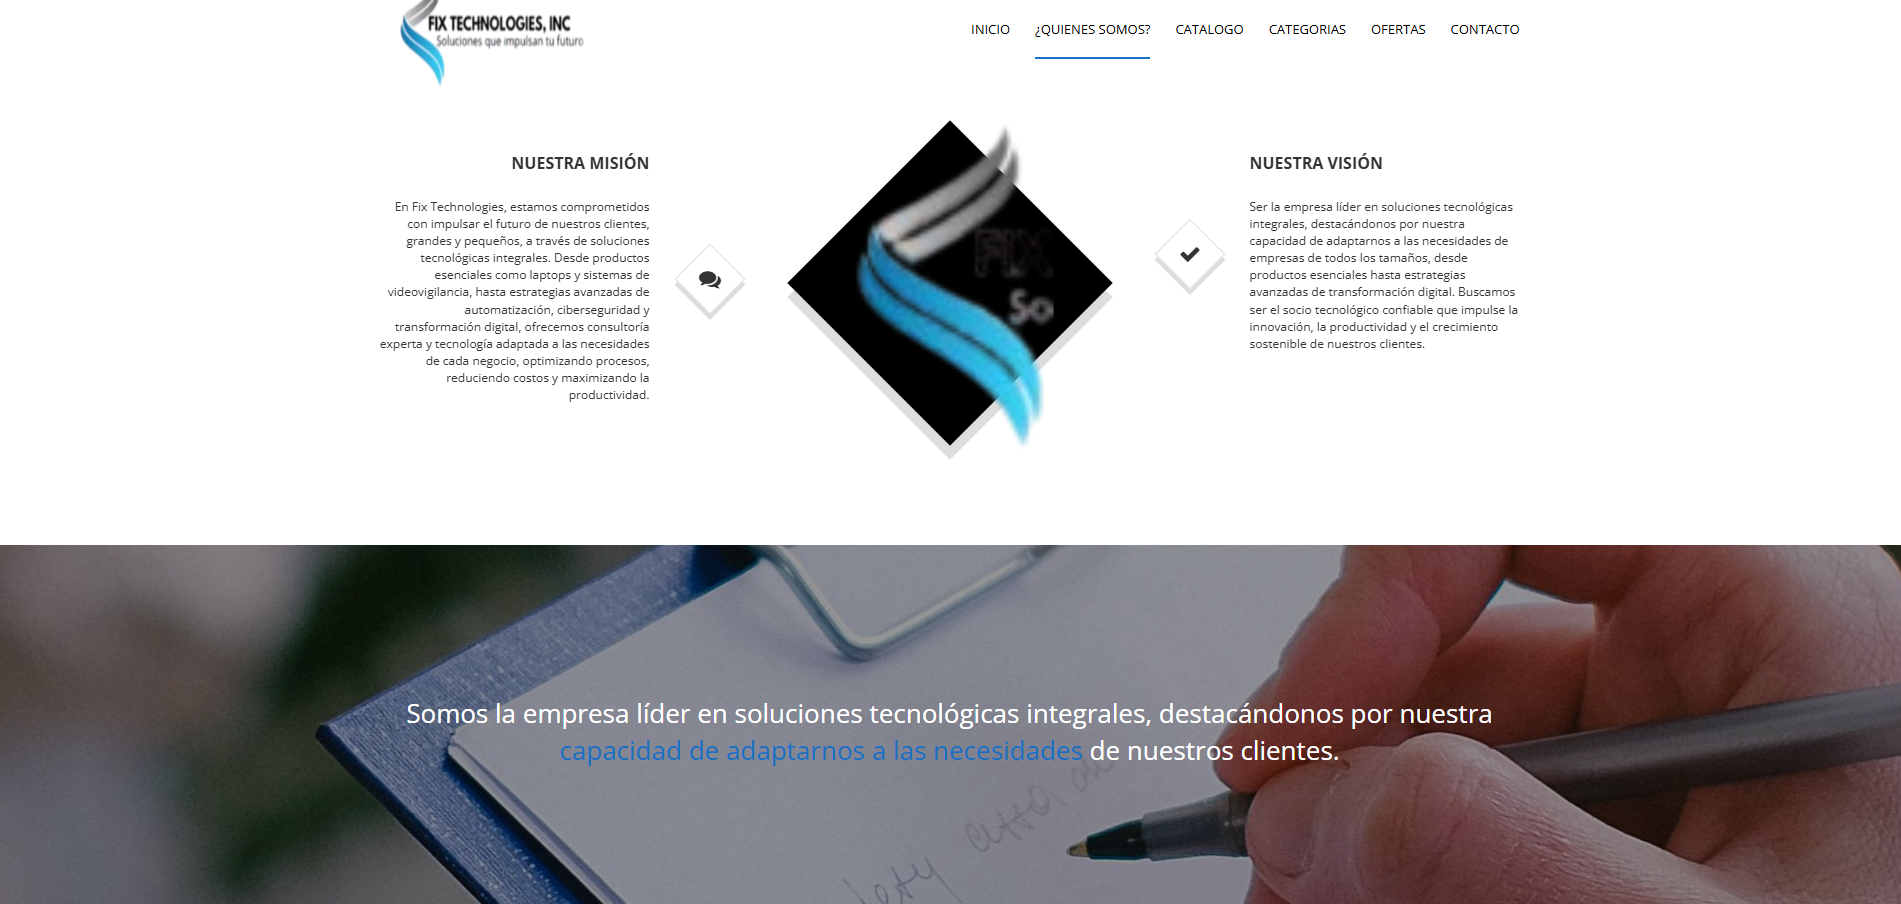 FIX TECHNOLOGIES, INC
Soluciones que impulsan tu futuro
INICIO
¿QUIENES SOMOS?
CATALOGO
CATEGORIAS
OFERTAS
CONTACTO
NUESTRA MISIÓN
En Fix Technologies, estamos comprometidos
con impulsar el futuro de nuestros clientes,
grandes y pequeños, a través de soluciones
tecnológicas integrales. Desde productos
esenciales como laptops y sistemas de
videovigilancia, hasta estrategias avanzadas de
automatización, ciberseguridad y
transformación digital, ofrecemos consultoría
experta y tecnología adaptada a las necesidades
de cada negocio, optimizando procesos,
reduciendo costos y maximizando la
productividad.
FIX
So
NUESTRA VISIÓN
Ser la empresa líder en soluciones tecnológicas
integrales, destacándonos por nuestra
capacidad de adaptarnos a las necesidades de
empresas de todos los tamaños, desde
productos esenciales hasta estrategias
avanzadas de transformación digital. Buscamos
ser el socio tecnológico confiable que impulse la
innovación, la productividad y el crecimiento
sostenible de nuestros clientes.
Somos la empresa líder en soluciones tecnológicas integrales, destacándonos por nuestra
capacidad de adaptarnos a las necesidades de nuestros clientes.